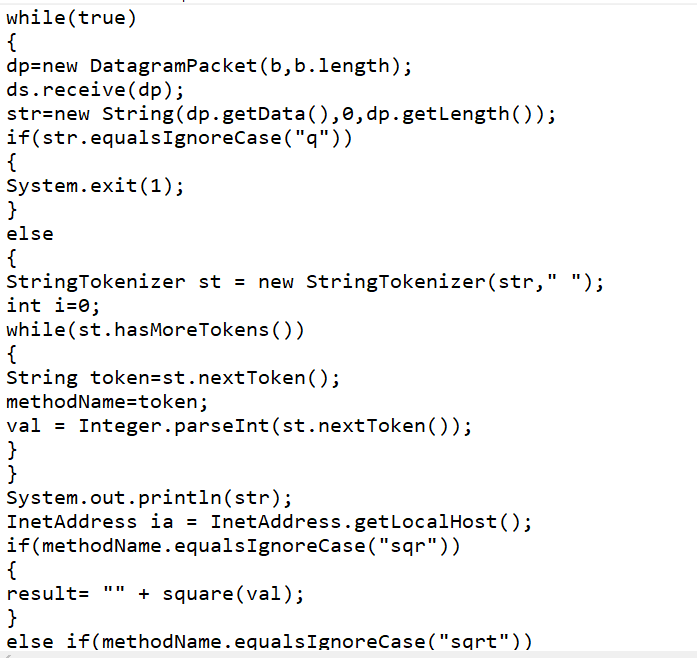 while(true)
{
dp=new DatagramPacket(b,b.length);
ds.receive(dp);
str=new String(dp.getData(),0,dp.getLength());
if(str.equalsIgnoreCase("q"))
{
System.exit(1);
}
else
{
StringTokenizer st = new StringTokenizer(str," ");
int i=0;
while(st.hasMoreTokens())
{
String token=st.nextToken();
methodName=token;
val = Integer.parseInt(st.nextToken());
}
}
System.out.println(str);
InetAddress ia = InetAddress.getLocalHost();
if(methodName.equalsIgnoreCase("sqr"))
{
result= "" + square(val);
}
else if(methodName.equalsIgnoreCase("sqrt"))